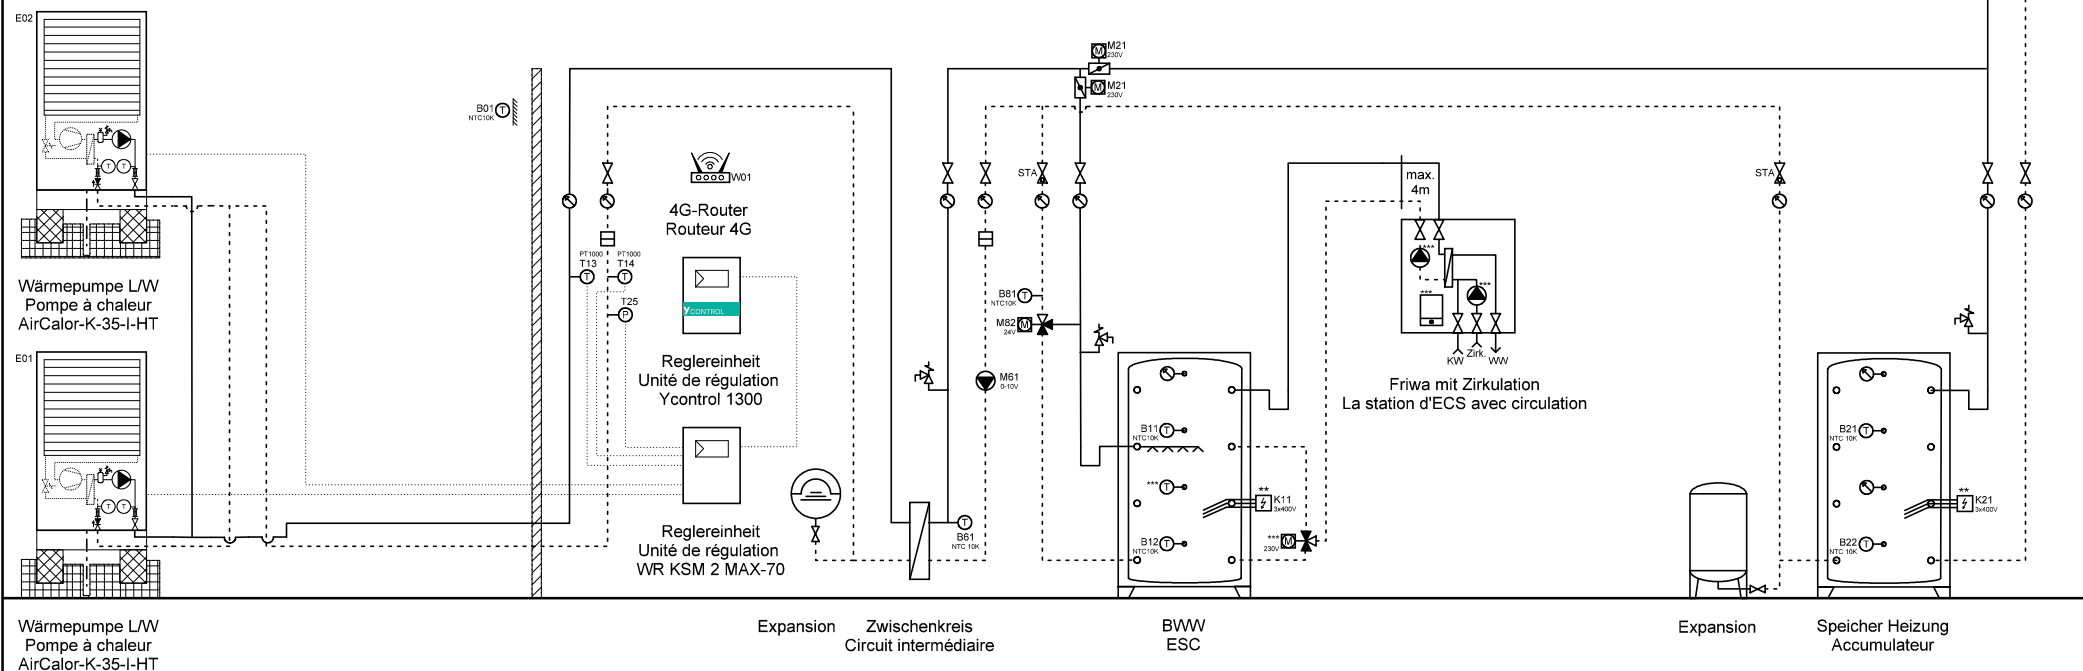 E02
Wärmepumpe L/W
Pompe à chaleur
AirCalor-K-35-I-HT
E01
Wärmepumpe L/W
Pompe à chaleur
AirCalor-K-35-I-HT
B01
NTC10K
T
T
T
T
T
W01
4G-Router
Routeur 4G
PT1000
T13
T
PT1000
T14
T
T25
P
YCONTROL
Reglereinheit
Unité de régulation
Ycontrol 1300
Reglereinheit
Unité de régulation
WR KSM 2 MAX-70
Expansion
Zwischenkreis
Circuit intermédiaire
T
B61
NTC 10K
M61
0-10V
M
M21
230V
M
M21
230V
STA
B81
NTC10K
T
M82
24V
M
B11
NTC10K
T
***
T
B12
NTC10K
T
**
K11
3x400V
***
230V
M
BWW
ESC
max.
4m
***
***
***
KW
Zirk.
WW
Friwa mit Zirkulation
La station d'ECS avec circulation
STA
Expansion
B21
NTC 10K
T
B22
NTC 10K
T
**
K21
3x400V
Speicher Heizung
Accumulateur